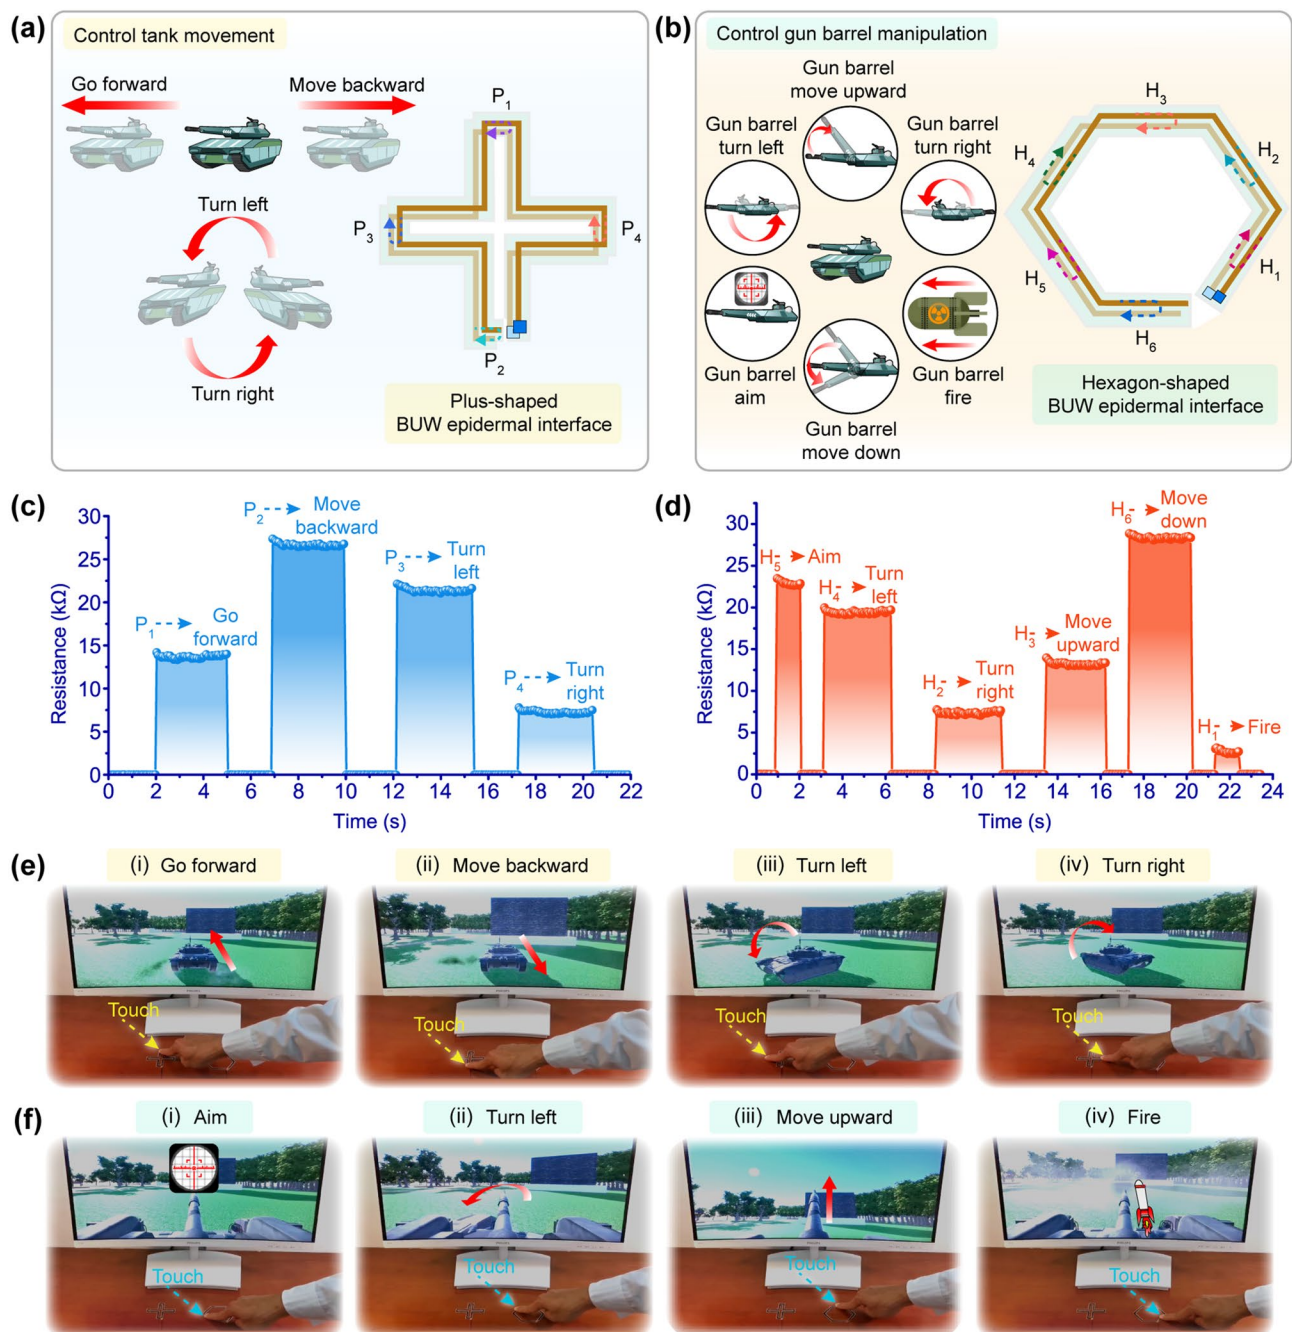 (a)
Control tank movement
Go forward
Move backward
Turn left
Turn right
P1
P3
P4
P2
Plus-shaped
BUW epidermal interface
(b)
Control gun barrel manipulation
Gun barrel
move upward
Gun barrel
turn left
Gun barrel
turn right
Gun barrel
aim
Gun barrel
fire
Gun barrel
move down
H3
H4
H2
H5
H1
H6
Hexagon-shaped
BUW epidermal interface
(c)
Resistance (kΩ)
30
25
20
15
10
5
0
P1
Go
forward
P2
Move
backward
P3
Turn
left
P4
Turn
right
0 2 4 6 8 10 12 14 16 18 20 22
Time (s)
(d)
Resistance (kΩ)
30
25
20
15
10
5
0
H5 Aim
H4
Turn
left
H2
Turn
right
H3
Move
upward
H6
Move
down
H1 Fire
0 2 4 6 8 10 12 14 16 18 20 22 24
Time (s)
(e)
(i) Go forward
(ii) Move backward
(iii) Turn left
(iv) Turn right
Touch
Touch
Touch
Touch
(f)
(i) Aim
(ii) Turn left
(iii) Move upward
(iv) Fire
Touch
Touch
Touch
Touch